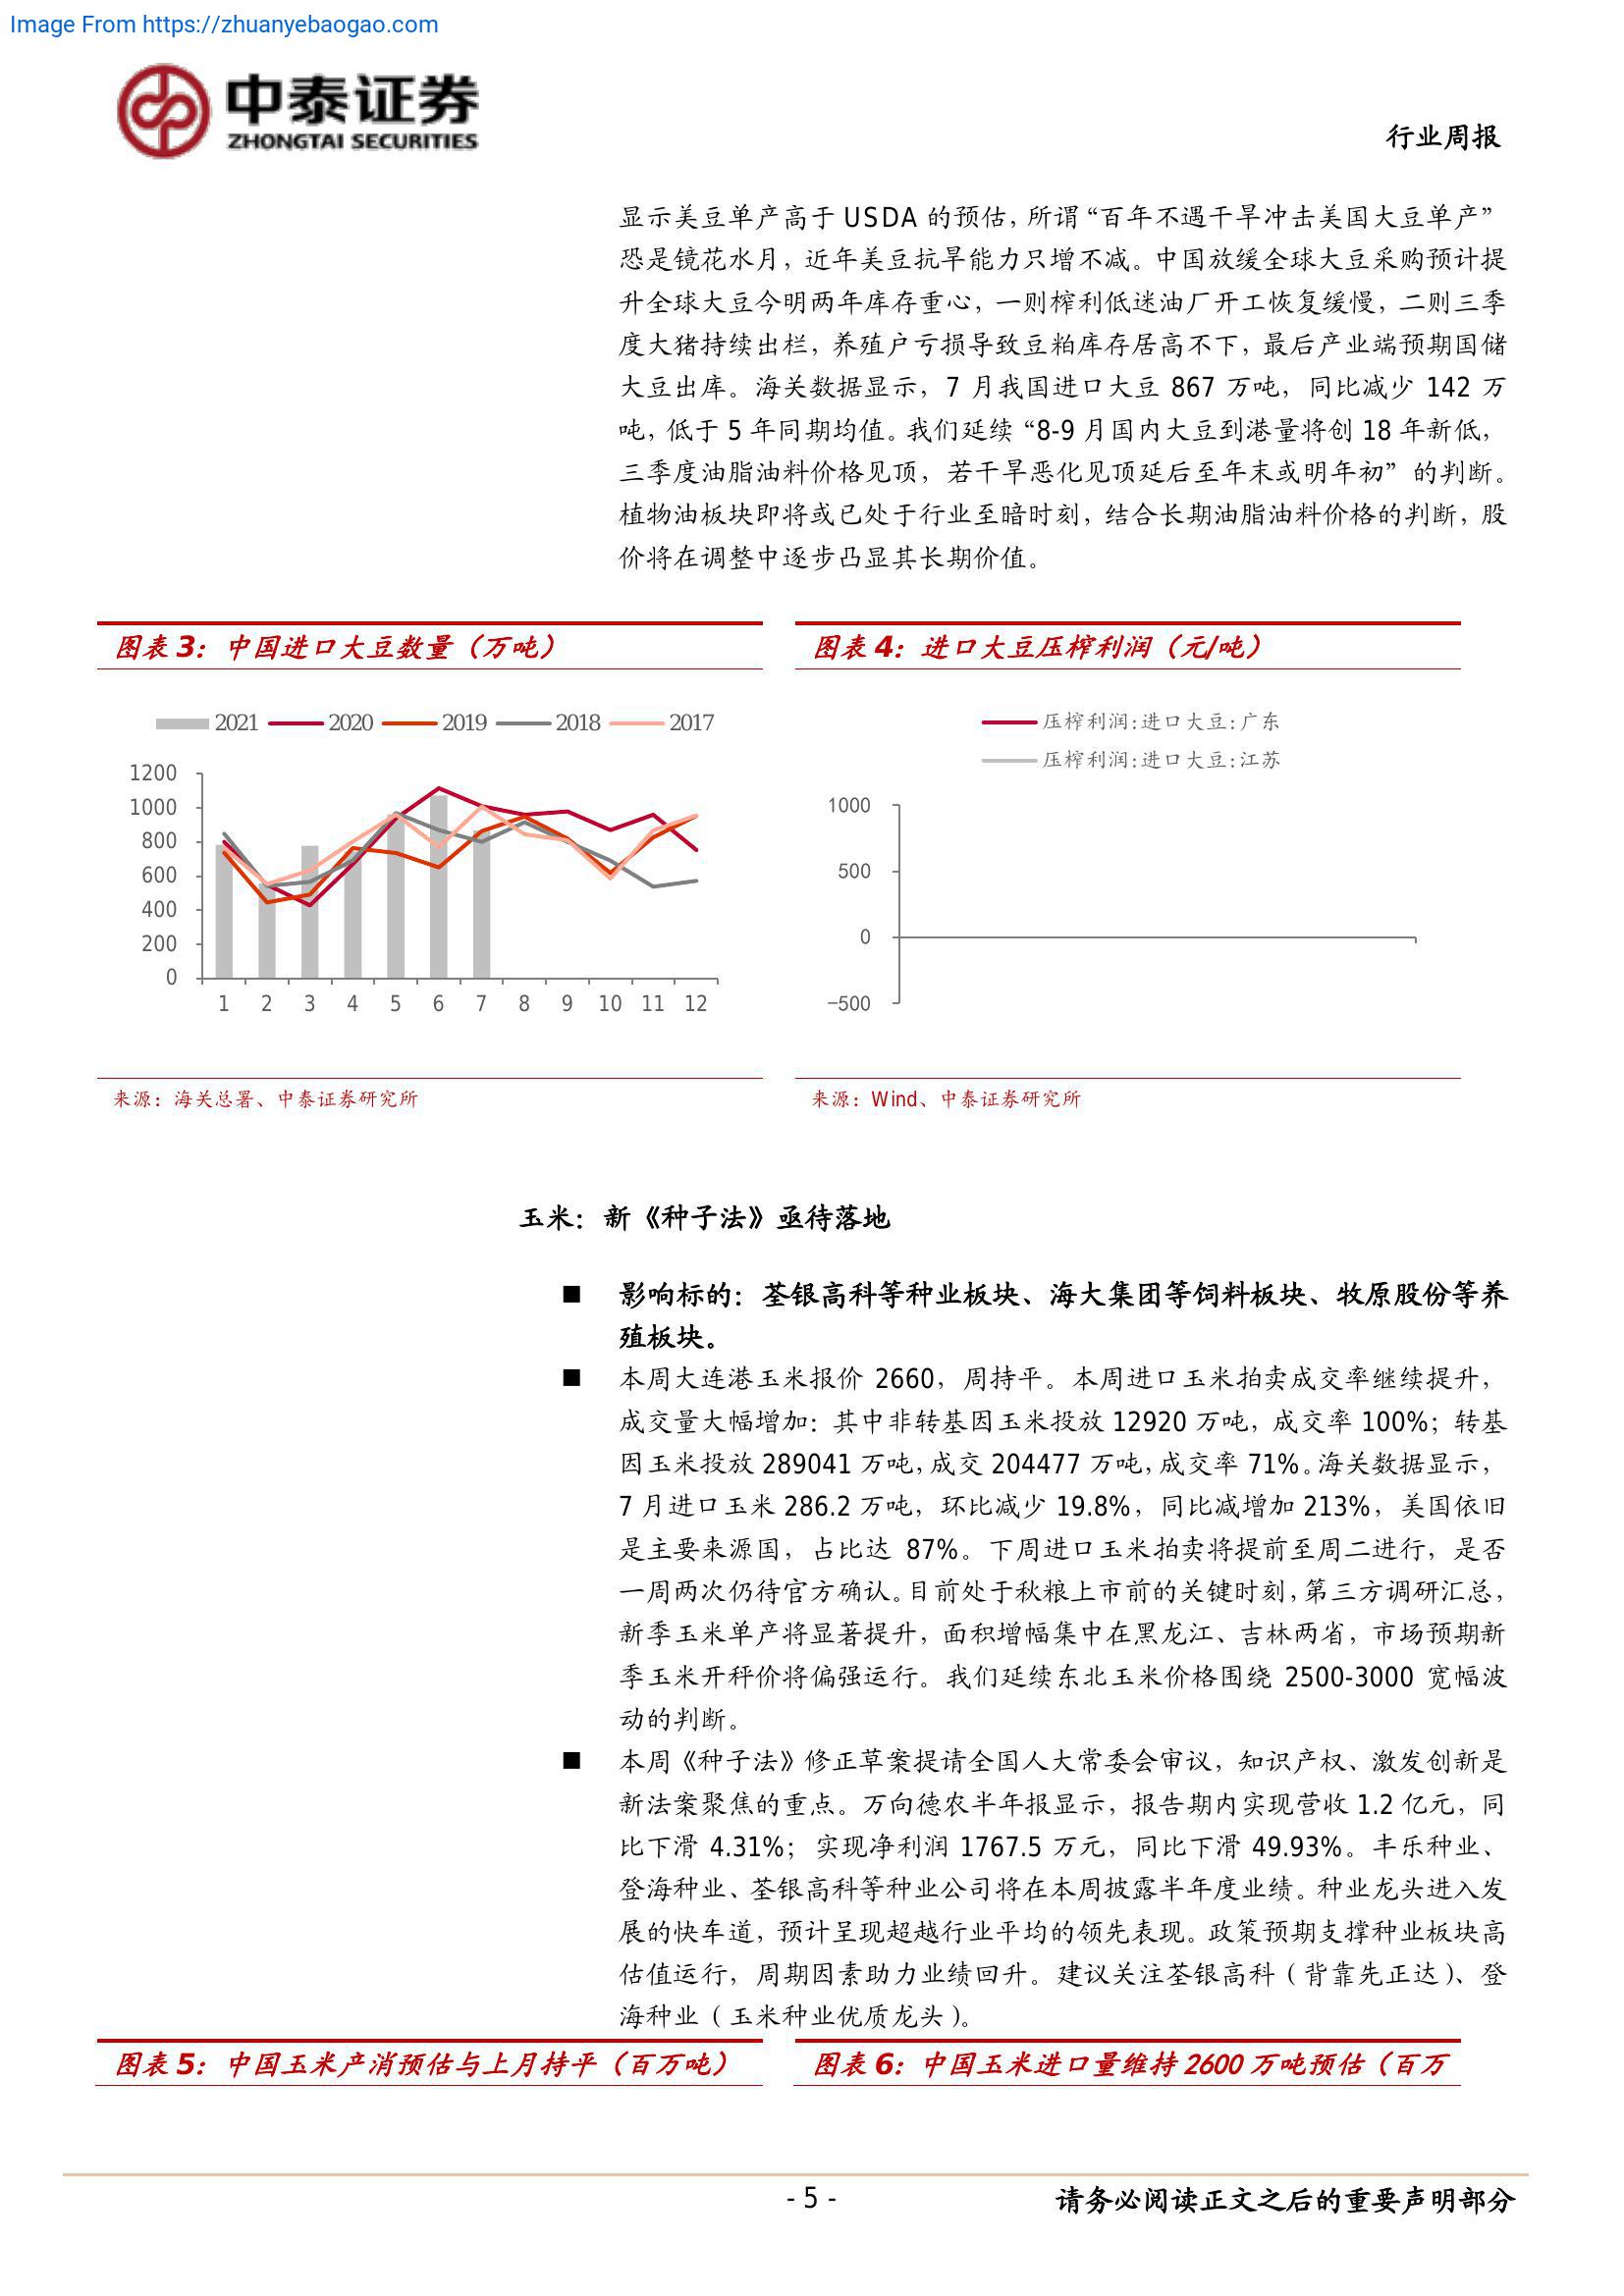 Image From https://zhuanyebaogao.com
中泰证券
ZHONGTAI SECURITIES
行业周报
显示美豆单产高于 USDA 的预估，所谓“百年不遇干旱冲击美国大豆单产”
恐是镜花水月，近年美豆抗旱能力只增不减。中国放缓全球大豆采购预计提
升全球大豆今明两年库存重心，一则榨利低迷油厂开工恢复缓慢，二则三季
度大猪持续出栏，养殖户亏损导致豆粕库存居高不下，最后产业端预期国储
大豆出库。海关数据显示，7 月我国进口大豆 867 万吨，同比减少 142 万
吨，低于 5 年同期均值。我们延续“8-9 月国内大豆到港量将创 18 年新低，
三季度油脂油料价格见顶，若干旱恶化见顶延后至年末或明年初”的判断。
植物油板块即将或已处于行业至暗时刻，结合长期油脂油料价格的判断，股
价将在调整中逐步凸显其长期价值。
图表 3：中国进口大豆数量（万吨）
2021 2020 2019 2018 2017
1200
1000
800
600
400
200
0
1 2 3 4 5 6 7 8 9 10 11 12
来源：海关总署、中泰证券研究所
图表 4：进口大豆压榨利润（元/吨）
压榨利润:进口大豆:广东
压榨利润:进口大豆:江苏
1000
500
0
-500
来源：Wind、中泰证券研究所
玉米：新《种子法》亟待落地
■ 影响标的：荃银高科等种业板块、海大集团等饲料板块、牧原股份等养
殖板块。
■ 本周大连港玉米报价 2660，周持平。本周进口玉米拍卖成交率继续提升，
成交量大幅增加：其中非转基因玉米投放 12920 万吨，成交率 100%；转基
因玉米投放 289041 万吨，成交 204477 万吨，成交率 71%。海关数据显示，
7 月进口玉米 286.2 万吨，环比减少 19.8%，同比减增加 213%，美国依旧
是主要来源国，占比达 87%。下周进口玉米拍卖将提前至周二进行，是否
一周两次仍待官方确认。目前处于秋粮上市前的关键时刻，第三方调研汇总，
新季玉米单产将显著提升，面积增幅集中在黑龙江、吉林两省，市场预期新
季玉米开秤价将偏强运行。我们延续东北玉米价格围绕 2500-3000 宽幅波
动的判断。
■ 本周《种子法》修正草案提请全国人大常委会审议，知识产权、激发创新是
新法案聚焦的重点。万向德农半年报显示，报告期内实现营收 1.2 亿元，同
比下滑 4.31%；实现净利润 1767.5 万元，同比下滑 49.93%。丰乐种业、
登海种业、荃银高科等种业公司将在本周披露半年度业绩。种业龙头进入发
展的快车道，预计呈现超越行业平均的领先表现。政策预期支撑种业板块高
估值运行，周期因素助力业绩回升。建议关注荃银高科（背靠先正达）、登
海种业（玉米种业优质龙头）。
图表 5：中国玉米产消预估与上月持平（百万吨）
图表 6：中国玉米进口量维持 2600 万吨预估（百万
- 5 -
请务必阅读正文之后的重要声明部分